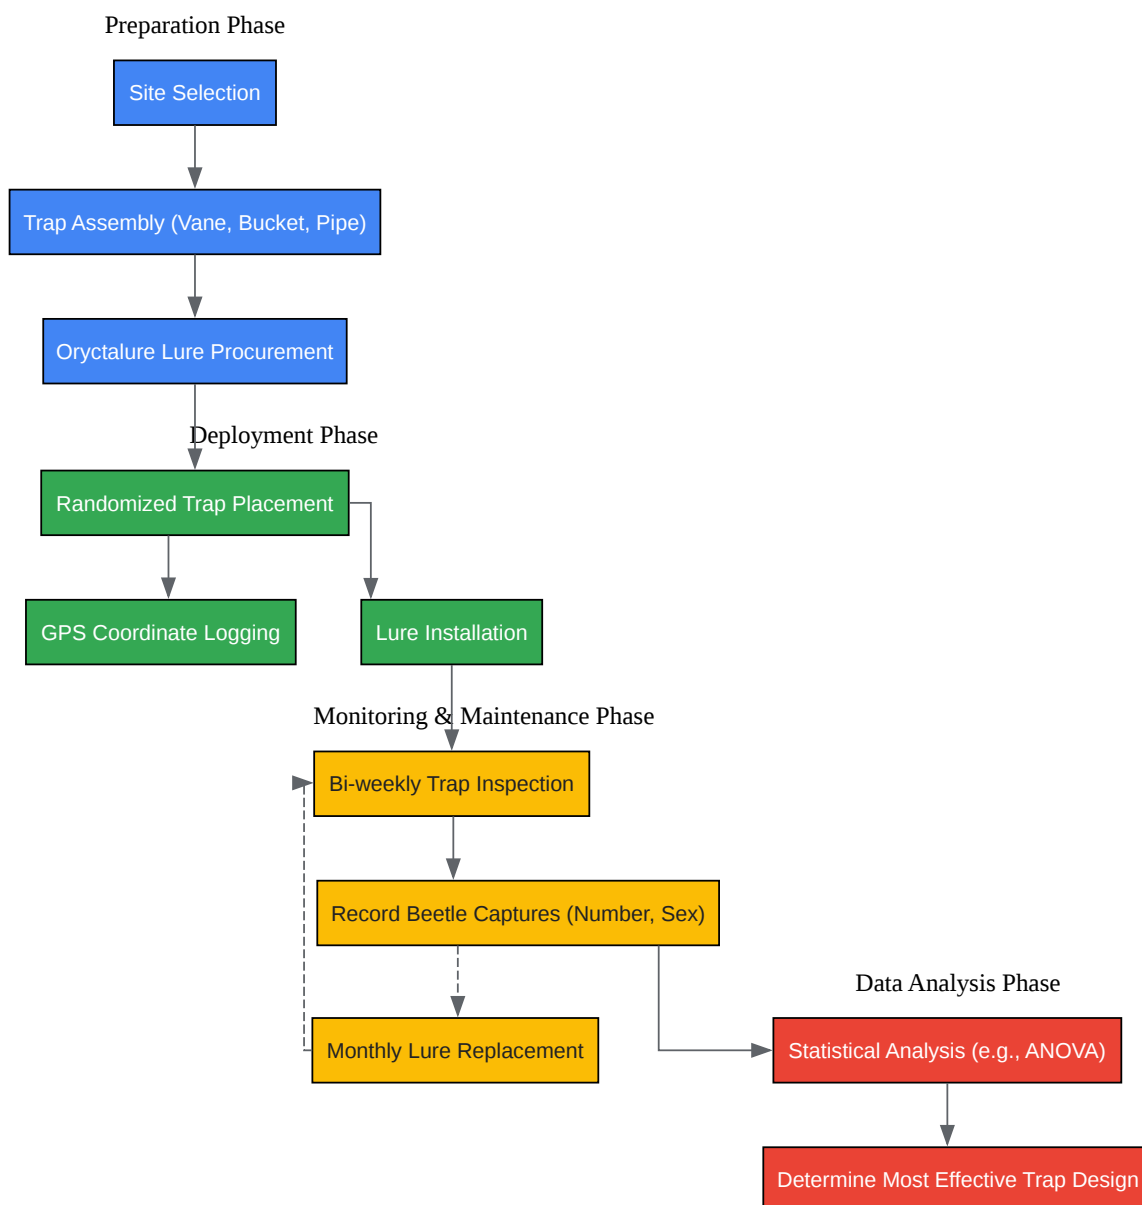 Preparation Phase
Site Selection
Trap Assembly (Vane, Bucket, Pipe)
Oryctalure Lure Procurement
Deployment Phase
Randomized Trap Placement
GPS Coordinate Logging
Lure Installation
Monitoring & Maintenance Phase
Bi-weekly Trap Inspection
Record Beetle Captures (Number, Sex)
Data Analysis Phase
Monthly Lure Replacement
Statistical Analysis (e.g., ANOVA)
Determine Most Effective Trap Design